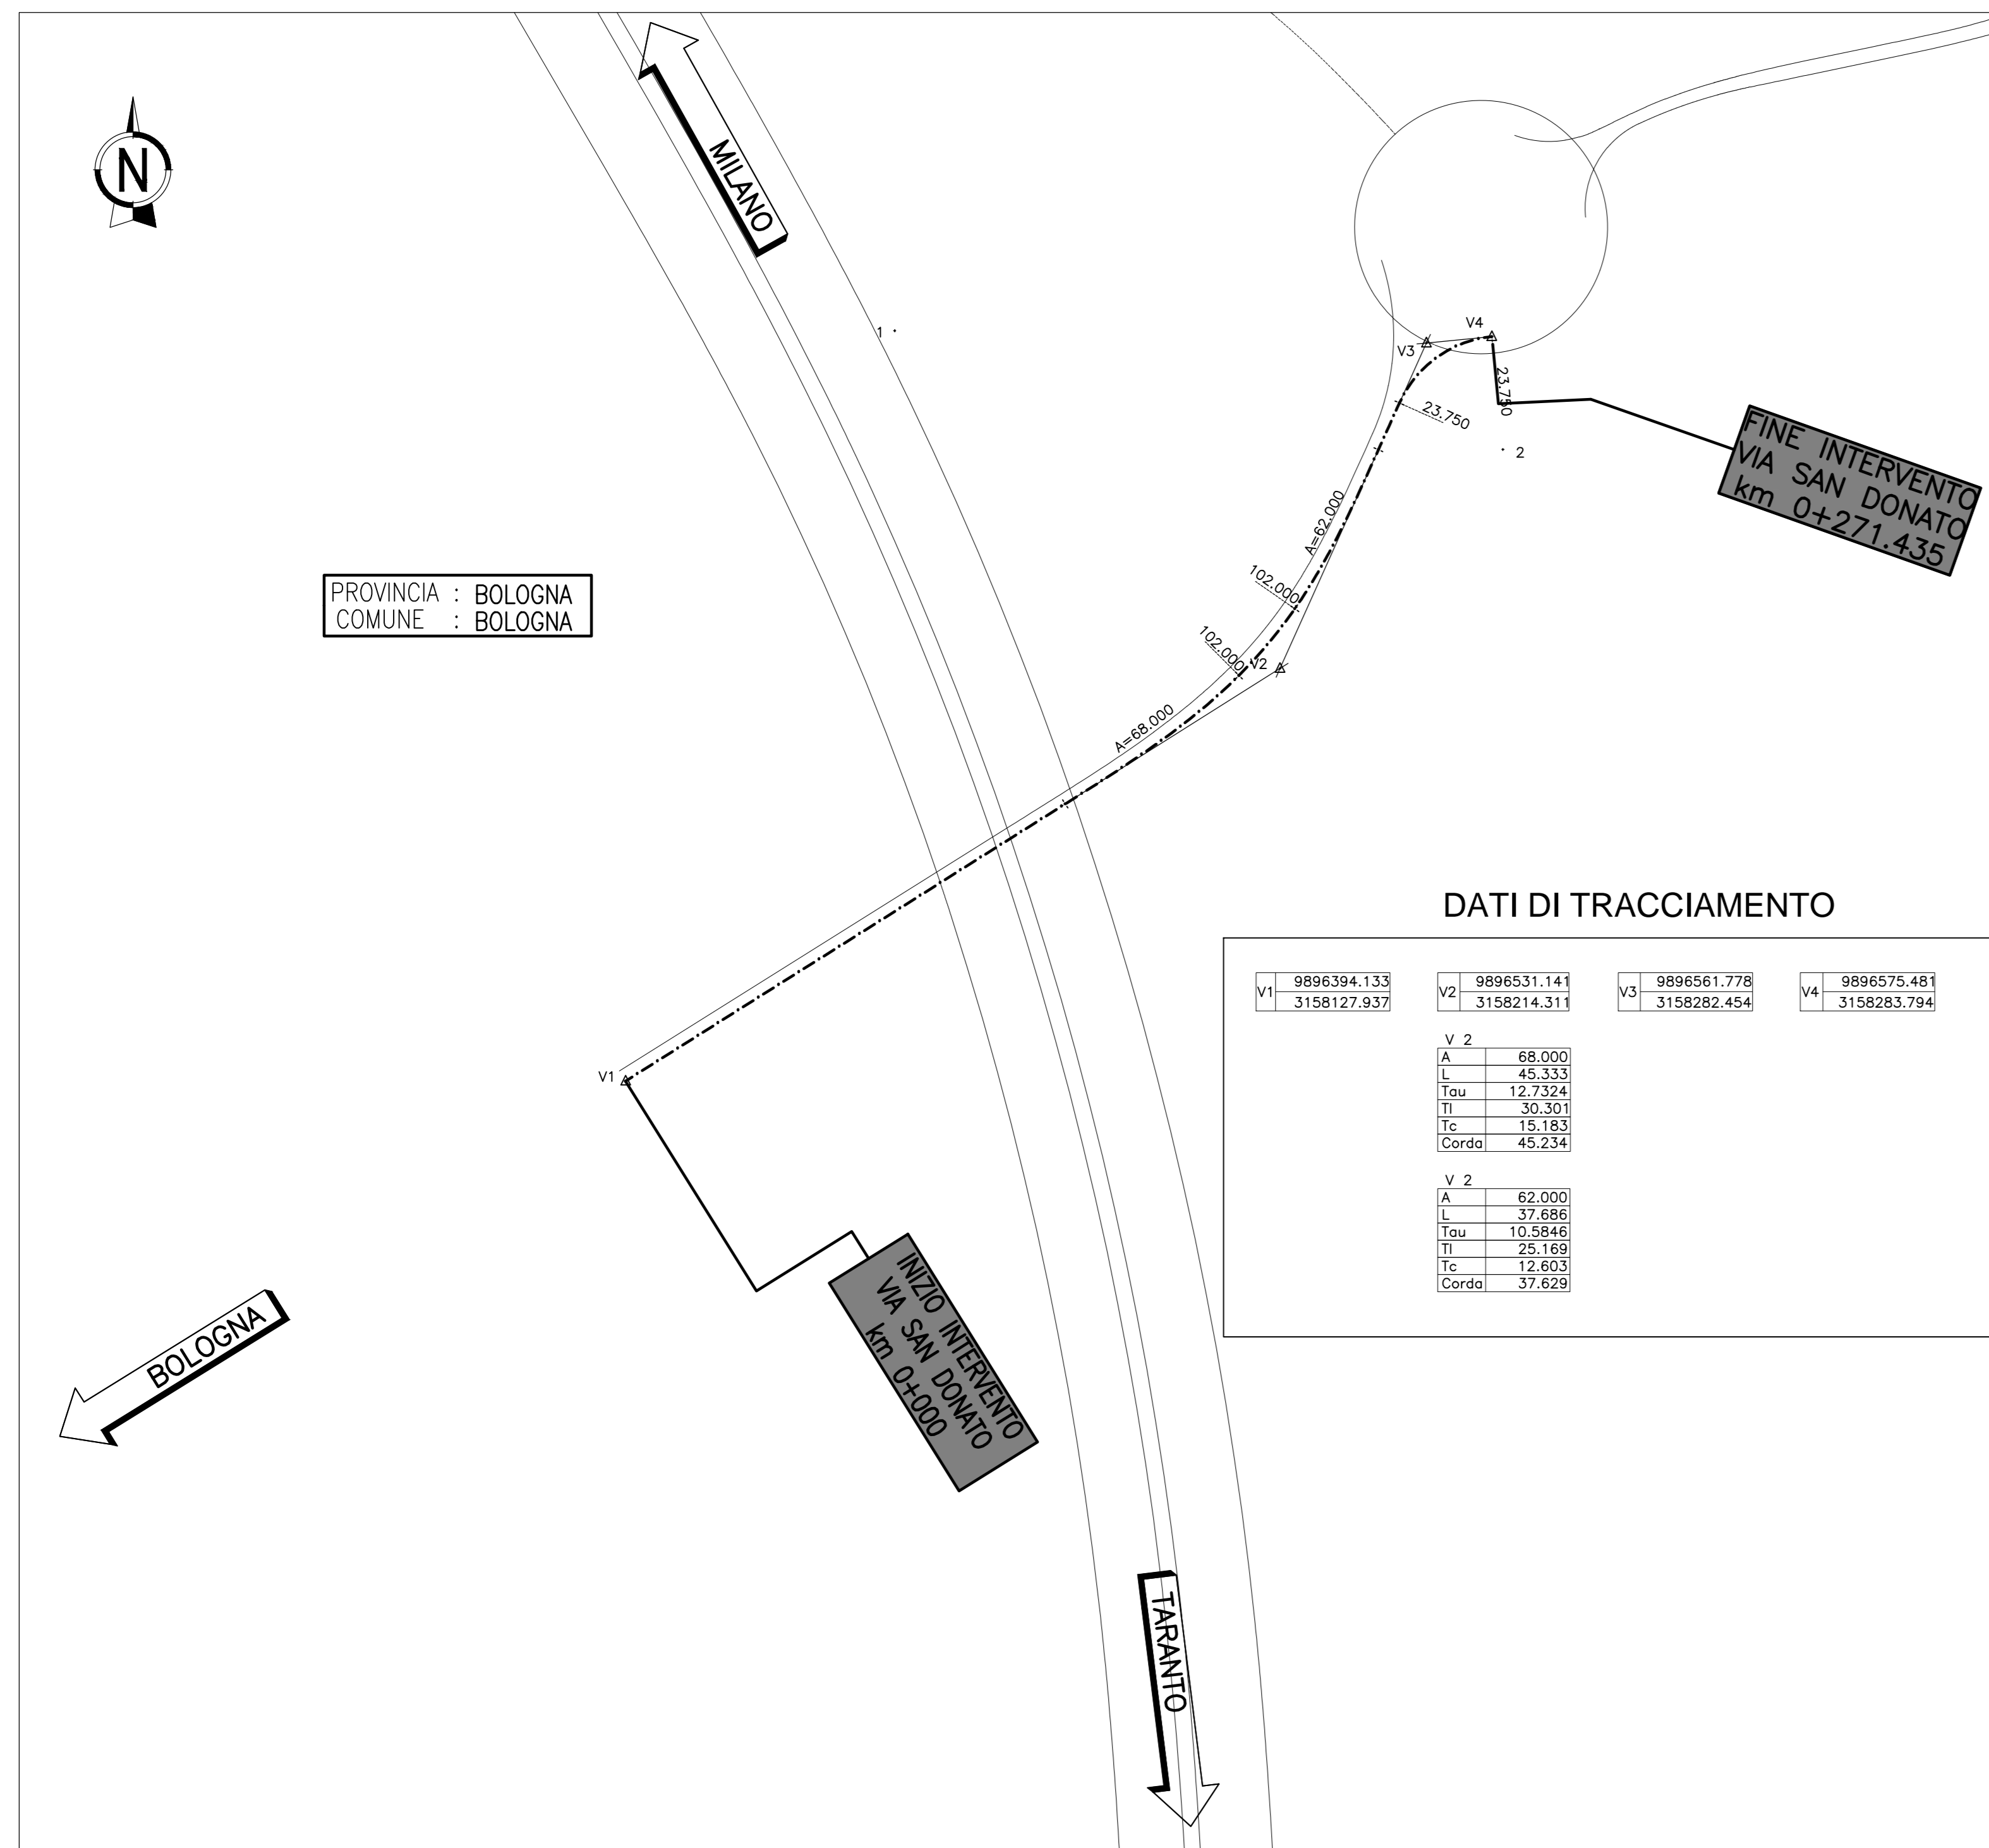 N
MILANO
1
V4
V3
23.750
23.750
2
FINE INTERVENTO
VIA SAN DONATO
km 0+271.435
A=62.000
102.000
PROVINCIA : BOLOGNA
COMUNE : BOLOGNA
102.000
V2
A=68.000
DATI DI TRACCIAMENTO
V1 9896394.133
3158127.937
V2 9896531.141
3158214.311
V3 9896561.778
3158282.454
V4 9896575.481
3158283.794
V 2
A 68.000
L 45.333
Tau 12.7324
Tl 30.301
Tc 15.183
Corda 45.234
V 2
A 62.000
L 37.686
Tau 10.5846
Tl 25.169
Tc 12.603
Corda 37.629
V1
INIZIO INTERVENTO
VIA SAN DONATO
km 0+000
BOLOGNA
TARANTO